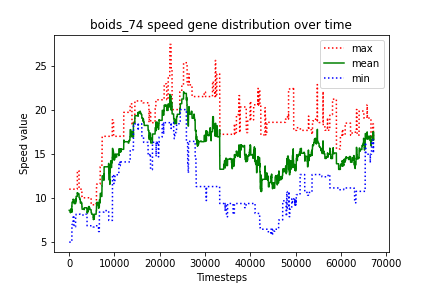 boids_74 speed gene distribution over time
max
mean
min
25
20
15
10
5
Speed value
0 10000 20000 30000 40000 50000 60000 70000
Timesteps